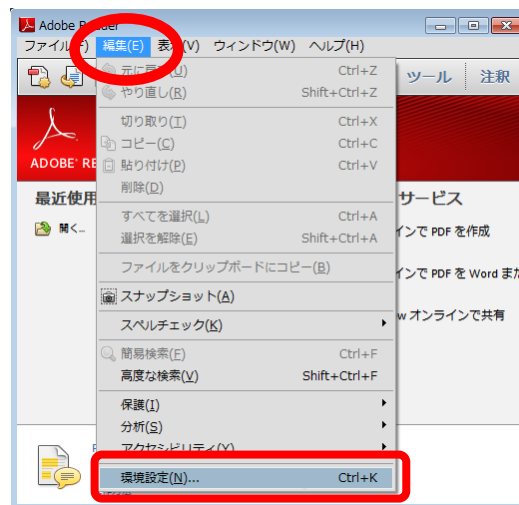 Adobe Reader
ファイル(F) 編集(E) 表示(V) ウィンドウ(W) ヘルプ(H)
元に戻す(U) Ctrl+Z
やり直し(R) Shift+Ctrl+Z
ツール 注釈
切り取り(T) Ctrl+X
コピー(C) Ctrl+C
貼り付け(P) Ctrl+V
削除(D)
ADOBE® RE
最近使用
開く...
すべてを選択(L) Ctrl+A
選択を解除(E) Shift+Ctrl+A
ファイルをクリップボードにコピー(B)
スナップショット(A)
スペルチェック(K)
簡易検索(F) Ctrl+F
高度な検索(V) Shift+Ctrl+F
保護(I)
分析(S)
アクセシビリティ(Y)
環境設定(N)... Ctrl+K
サービス
インで PDF を作成
インで PDF を Word また
w オンラインで共有